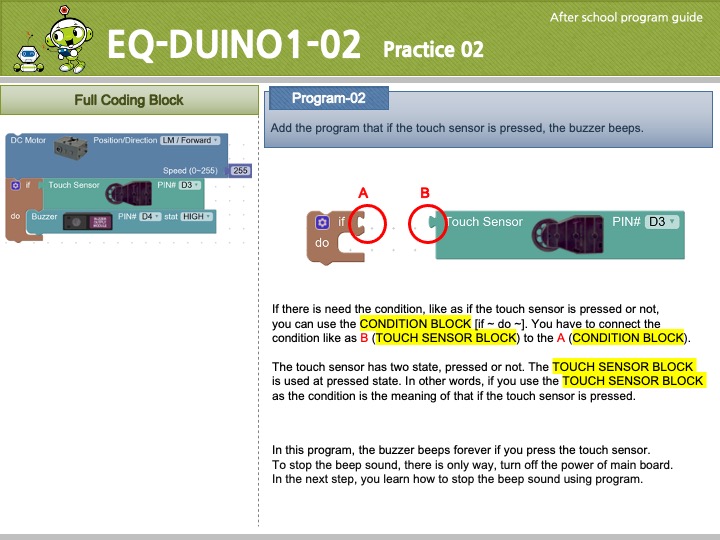 After school program guide
EQ-DUINO1-02 Practice 02
Full Coding Block
Program-02
Add the program that if the touch sensor is pressed, the buzzer beeps.
DC Motor Position/Direction LM / Forward
Speed (0~255) 255
if Touch Sensor PIN# D3
do Buzzer PIN# D4 stat HIGH
A B
if Touch Sensor PIN# D3
do
If there is need the condition, like as if the touch sensor is pressed or not,
you can use the CONDITION BLOCK [if ~ do ~]. You have to connect the
condition like as B (TOUCH SENSOR BLOCK) to the A (CONDITION BLOCK).
The touch sensor has two state, pressed or not. The TOUCH SENSOR BLOCK
is used at pressed state. In other words, if you use the TOUCH SENSOR BLOCK
as the condition is the meaning of that if the touch sensor is pressed.
In this program, the buzzer beeps forever if you press the touch sensor.
To stop the beep sound, there is only way, turn off the power of main board.
In the next step, you learn how to stop the beep sound using program.